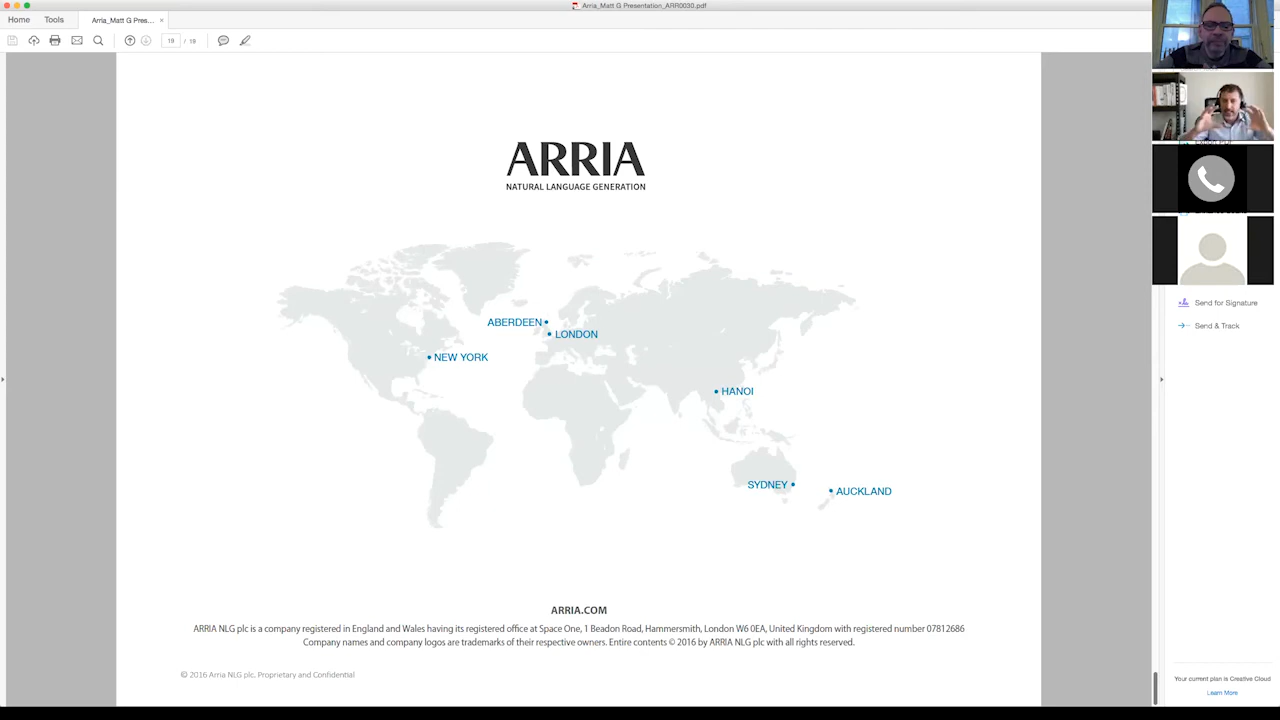 Arria_Matt G Presentation_ARR0030.pdf
Home
Tools
Arria_Matt G Pres...
×
19 / 19
ARRIA
NATURAL LANGUAGE GENERATION
ABERDEEN
LONDON
NEW YORK
HANOI
SYDNEY
AUCKLAND
Send for Signature
Send & Track
ARRIA.COM
ARRIA NLG plc is a company registered in England and Wales having its registered office at Space One, 1 Beadon Road, Hammersmith, London W6 0EA, United Kingdom with registered number 07812686
Company names and company logos are trademarks of their respective owners. Entire contents © 2016 by ARRIA NLG plc with all rights reserved.
© 2016 Arria NLG plc, Proprietary and Confidential
Your current plan is Creative Cloud
Learn More